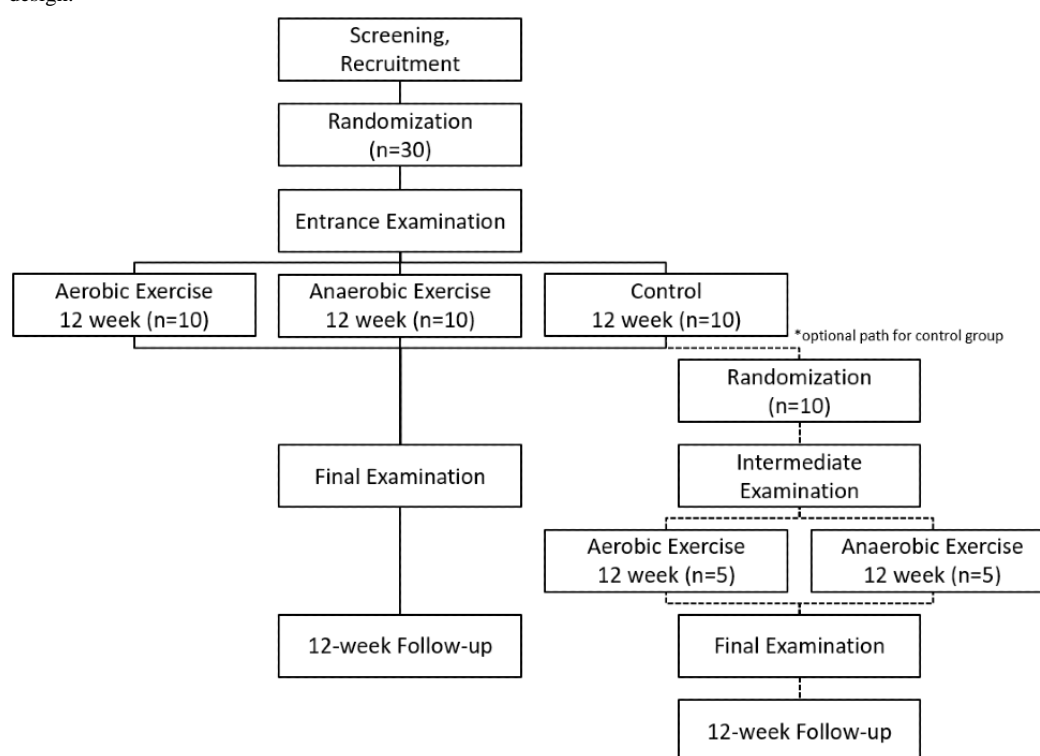 design.
Screening,
Recruitment
Randomization
(n=30)
Entrance Examination
Aerobic Exercise
12 week (n=10)
Anaerobic Exercise
12 week (n=10)
Control
12 week (n=10)
*optional path for control group
Randomization
(n=10)
Final Examination
Intermediate
Examination
Aerobic Exercise
12 week (n=5)
Anaerobic Exercise
12 week (n=5)
12-week Follow-up
Final Examination
12-week Follow-up